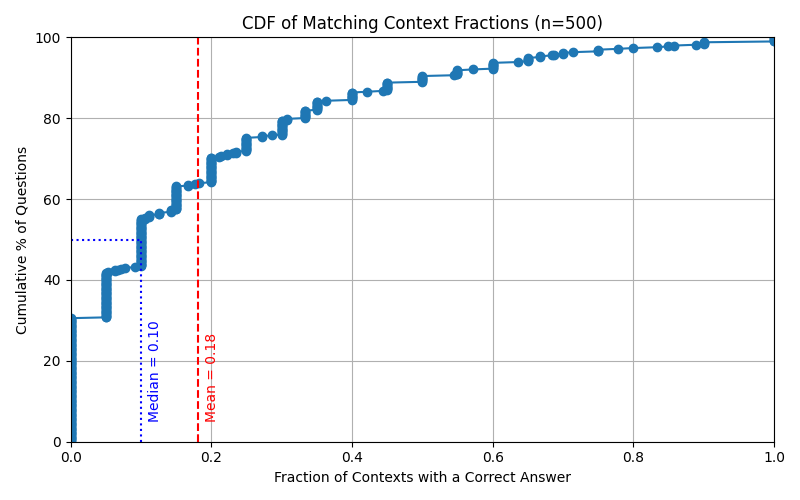 CDF of Matching Context Fractions (n=500)
Cumulative % of Questions
100
80
60
40
20
0
Median = 0.10
Mean = 0.18
0.0 0.2 0.4 0.6 0.8 1.0
Fraction of Contexts with a Correct Answer